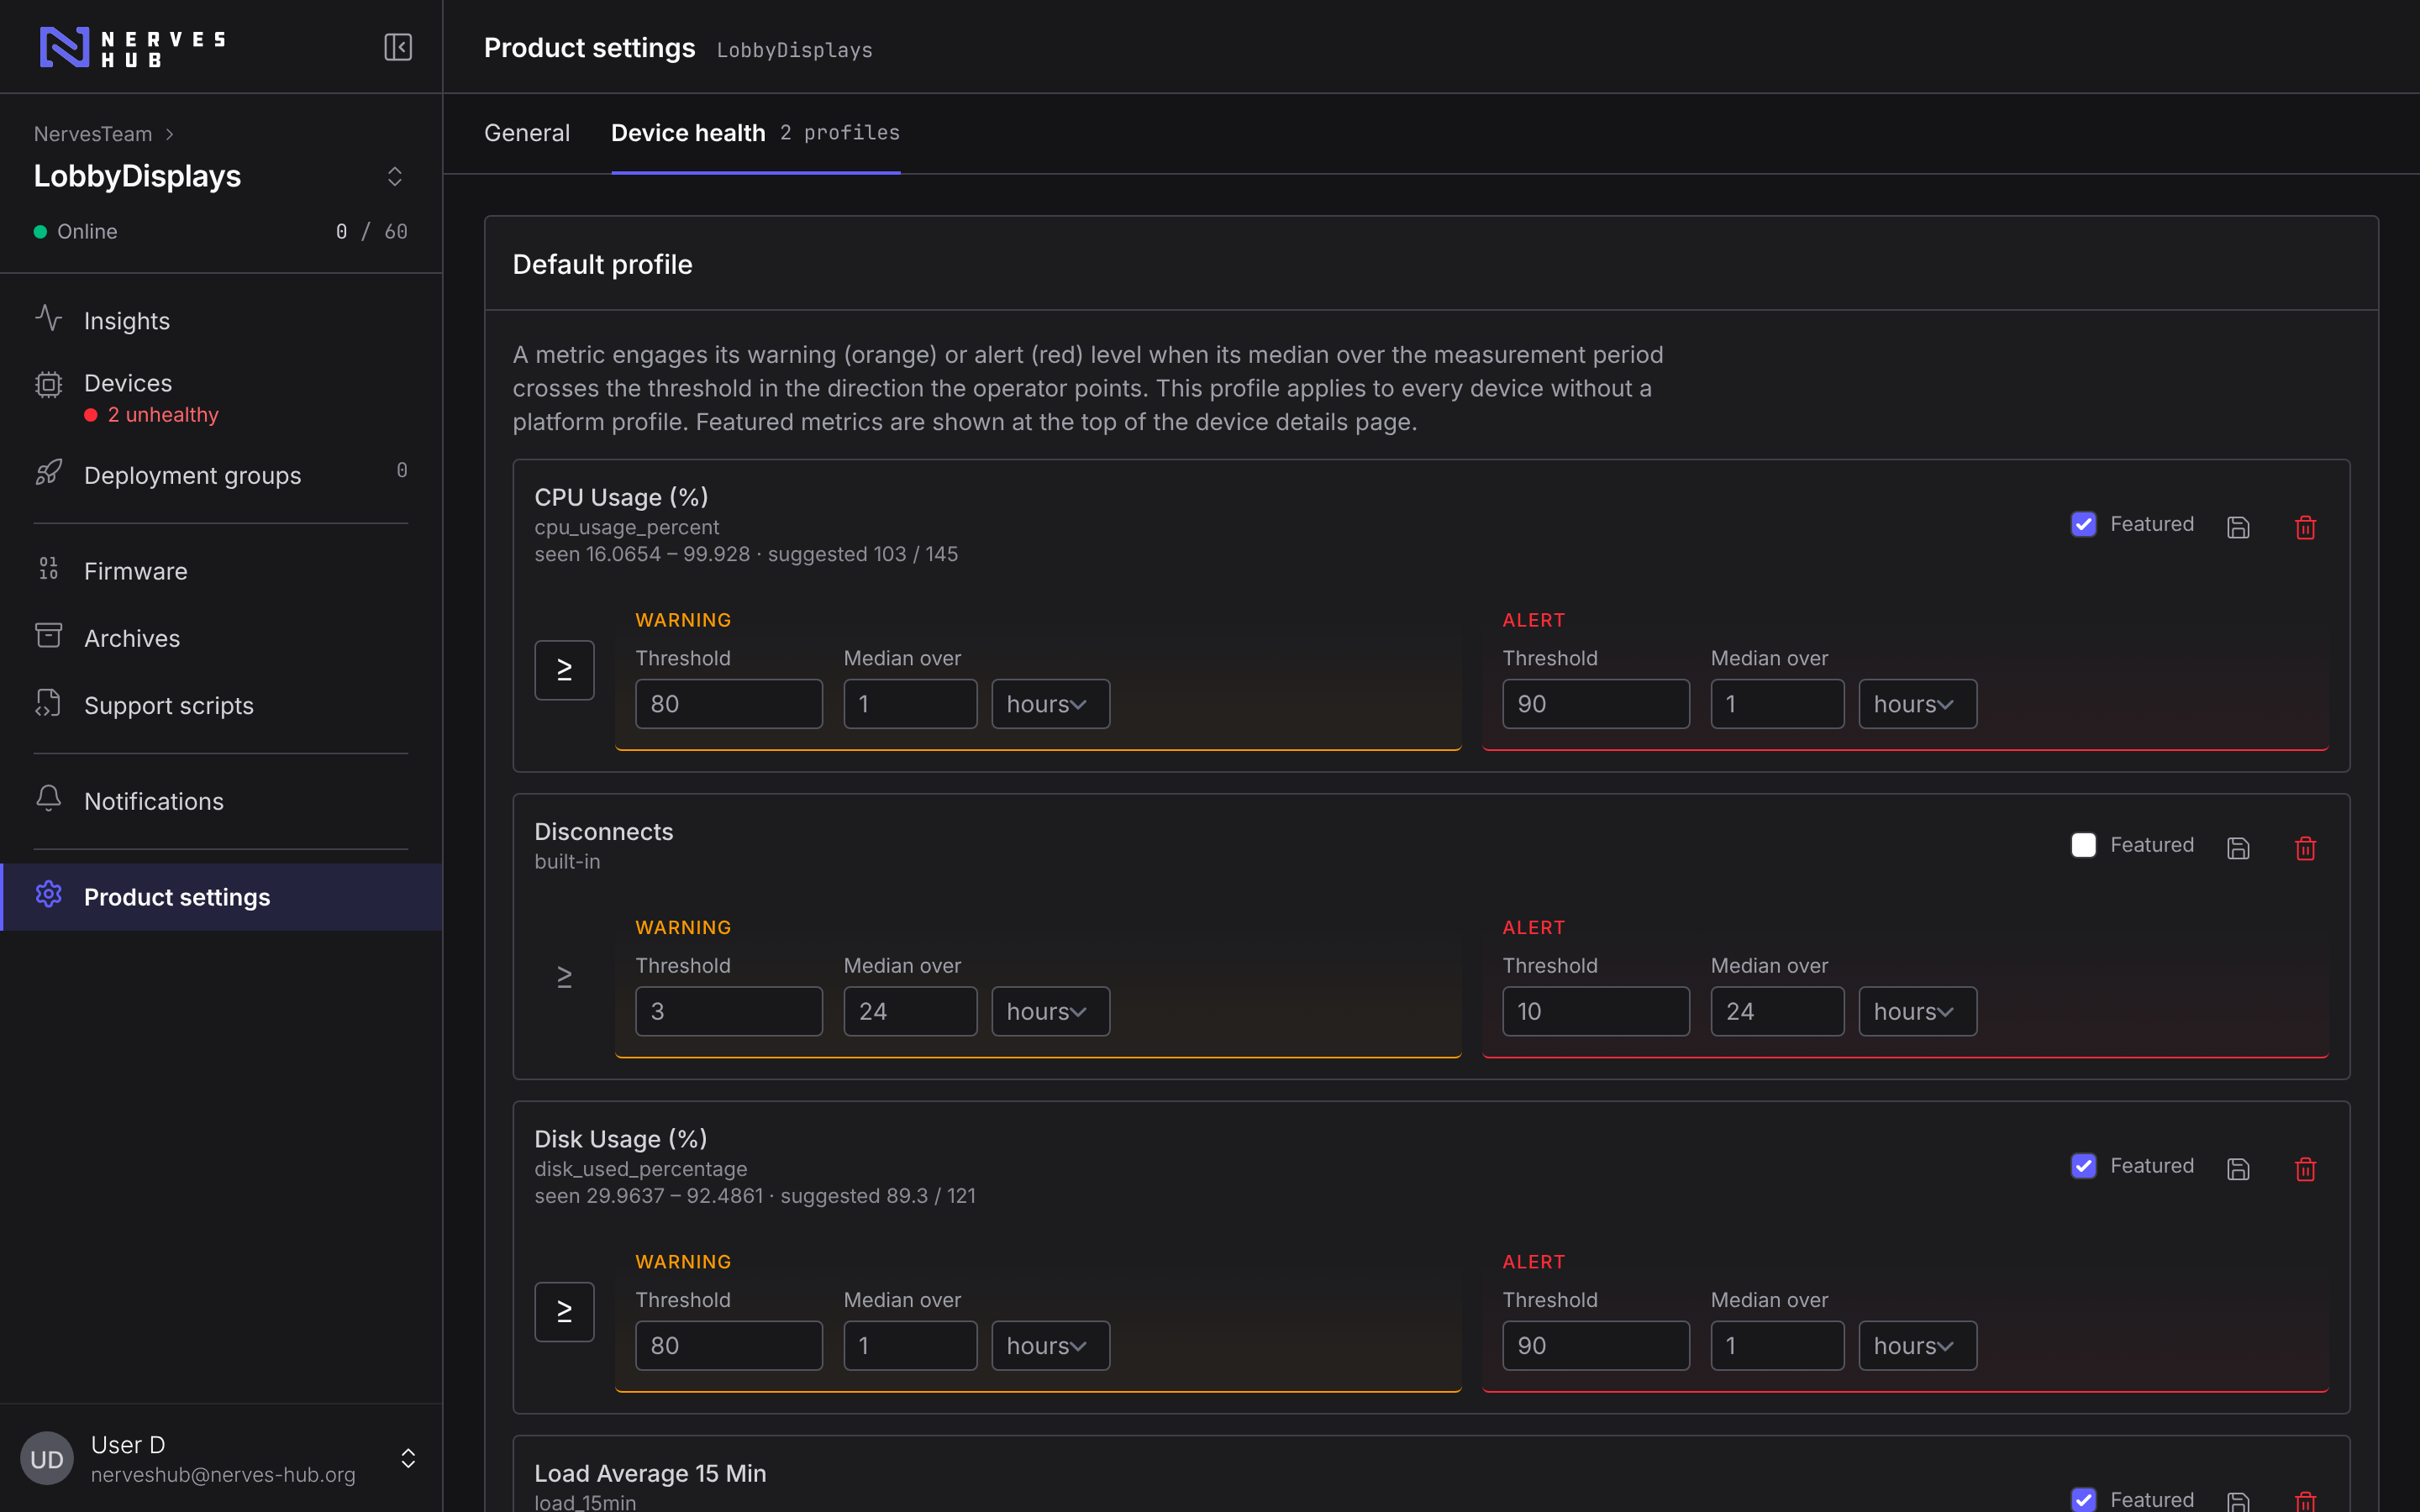 NERVES
HUB
NervesTeam
LobbyDisplays
Online
0 / 60
Insights
Devices
2 unhealthy
Deployment groups
0
Firmware
Archives
Support scripts
Notifications
Product settings
UD
User D
nerveshub@nerves-hub.org
Product settings LobbyDisplays
General
Device health 2 profiles
Default profile
A metric engages its warning (orange) or alert (red) level when its median over the measurement period
crosses the threshold in the direction the operator points. This profile applies to every device without a
platform profile. Featured metrics are shown at the top of the device details page.
CPU Usage (%)
cpu_usage_percent
seen 16.0654 – 99.928 · suggested 103 / 145
Featured
≥
WARNING
Threshold Median over
80 1 hours
ALERT
Threshold Median over
90 1 hours
Disconnects
built-in
Featured
≥
WARNING
Threshold Median over
3 24 hours
ALERT
Threshold Median over
10 24 hours
Disk Usage (%)
disk_used_percentage
seen 29.9637 – 92.4861 · suggested 89.3 / 121
Featured
≥
WARNING
Threshold Median over
80 1 hours
ALERT
Threshold Median over
90 1 hours
Load Average 15 Min
load_15min
Featured